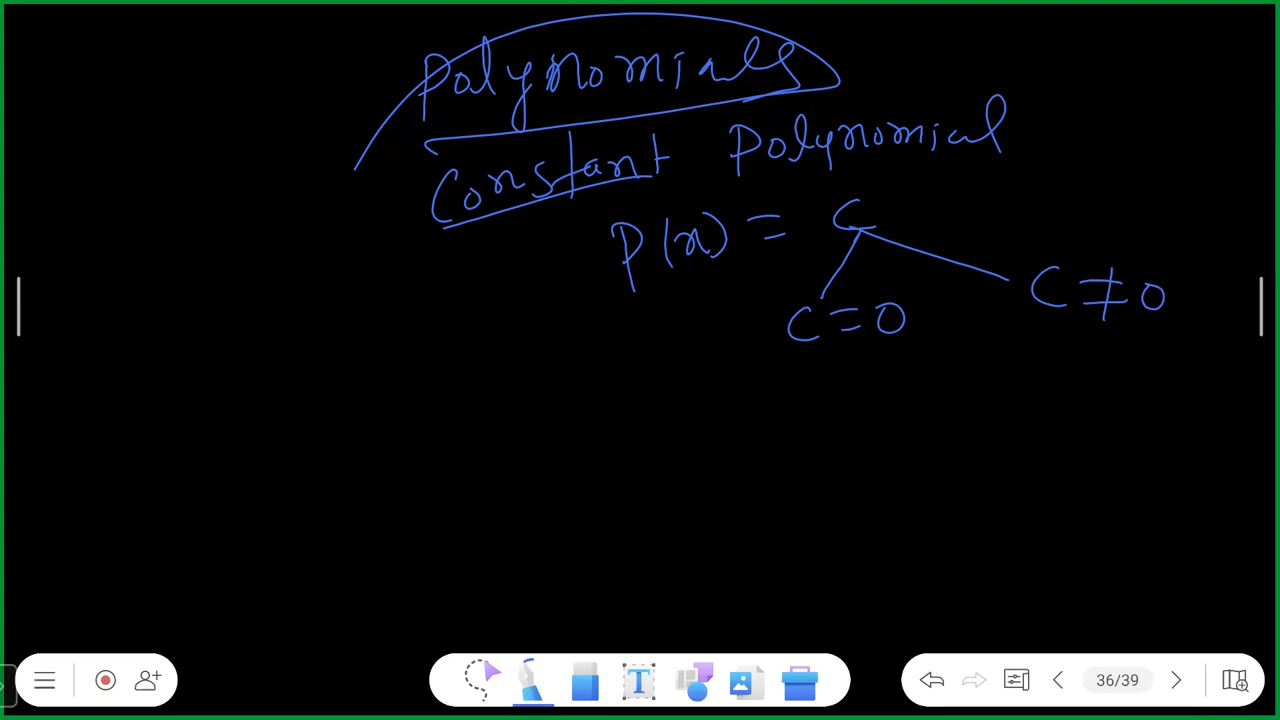 Polynomials
Constant Polynomial
P(x) = C
C = 0
C ≠ 0
T
36/39